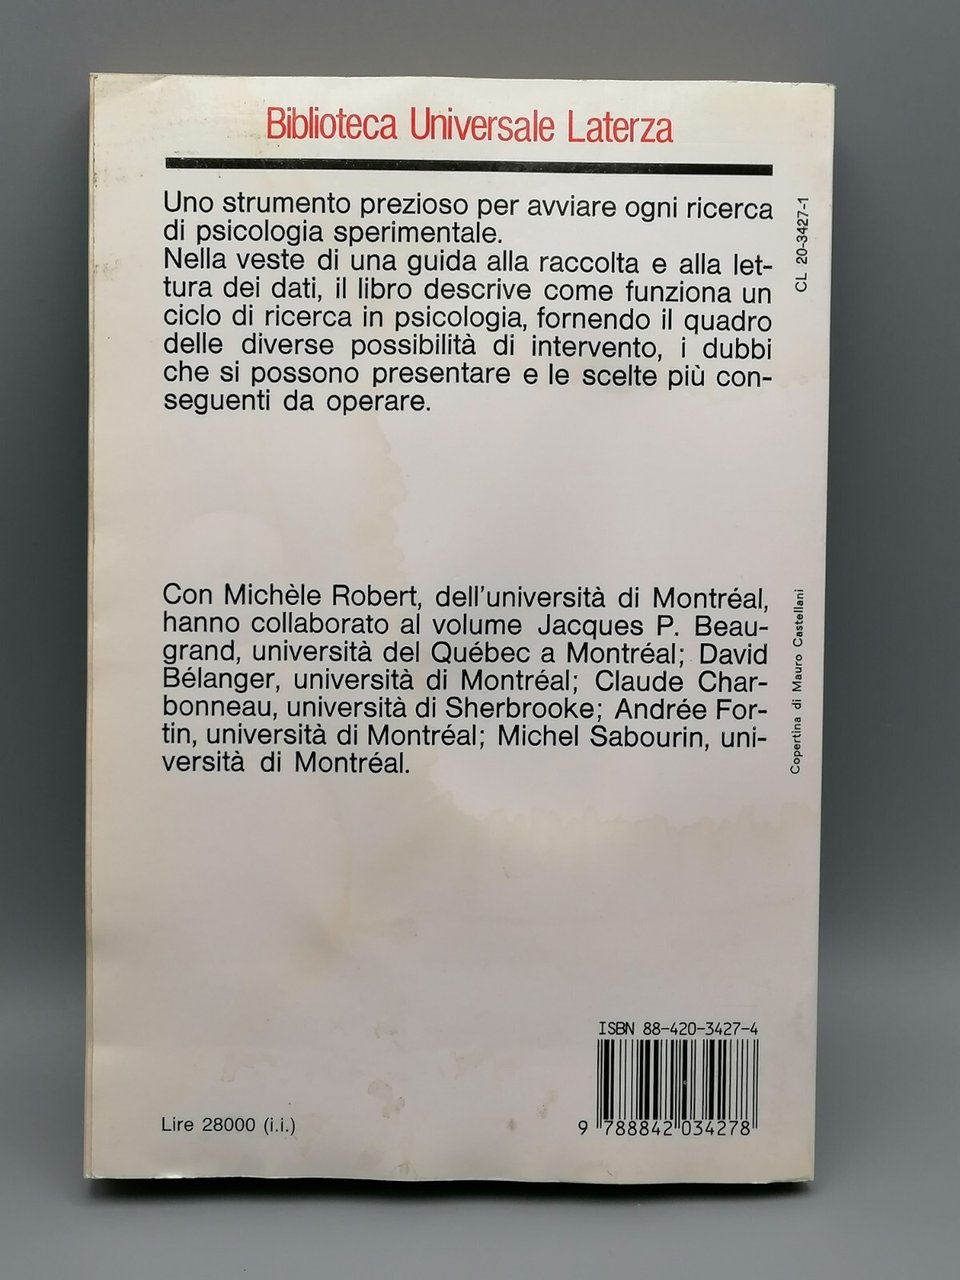 Biblioteca Universale Laterza
Uno strumento prezioso per avviare ogni ricerca
di psicologia sperimentale.
Nella veste di una guida alla raccolta e alla let-
tura dei dati, il libro descrive come funziona un
ciclo di ricerca in psicologia, fornendo il quadro
delle diverse possibilità di intervento, i dubbi
che si possono presentare e le scelte più con-
seguenti da operare.
CL 20-3427-1
Con Michèle Robert, dell'università di Montréal,
hanno collaborato al volume Jacques P. Beau-
grand, università del Québec a Montréal; David
Bélanger, università di Montréal; Claude Char-
bonneau, università di Sherbrooke; Andrée For-
tin, università di Montréal; Michel Sabourin, uni-
versità di Montréal.
Copertina di Mauro Castellani
ISBN 88-420-3427-4
9 788842 034278
Lire 28000 (i.i.)